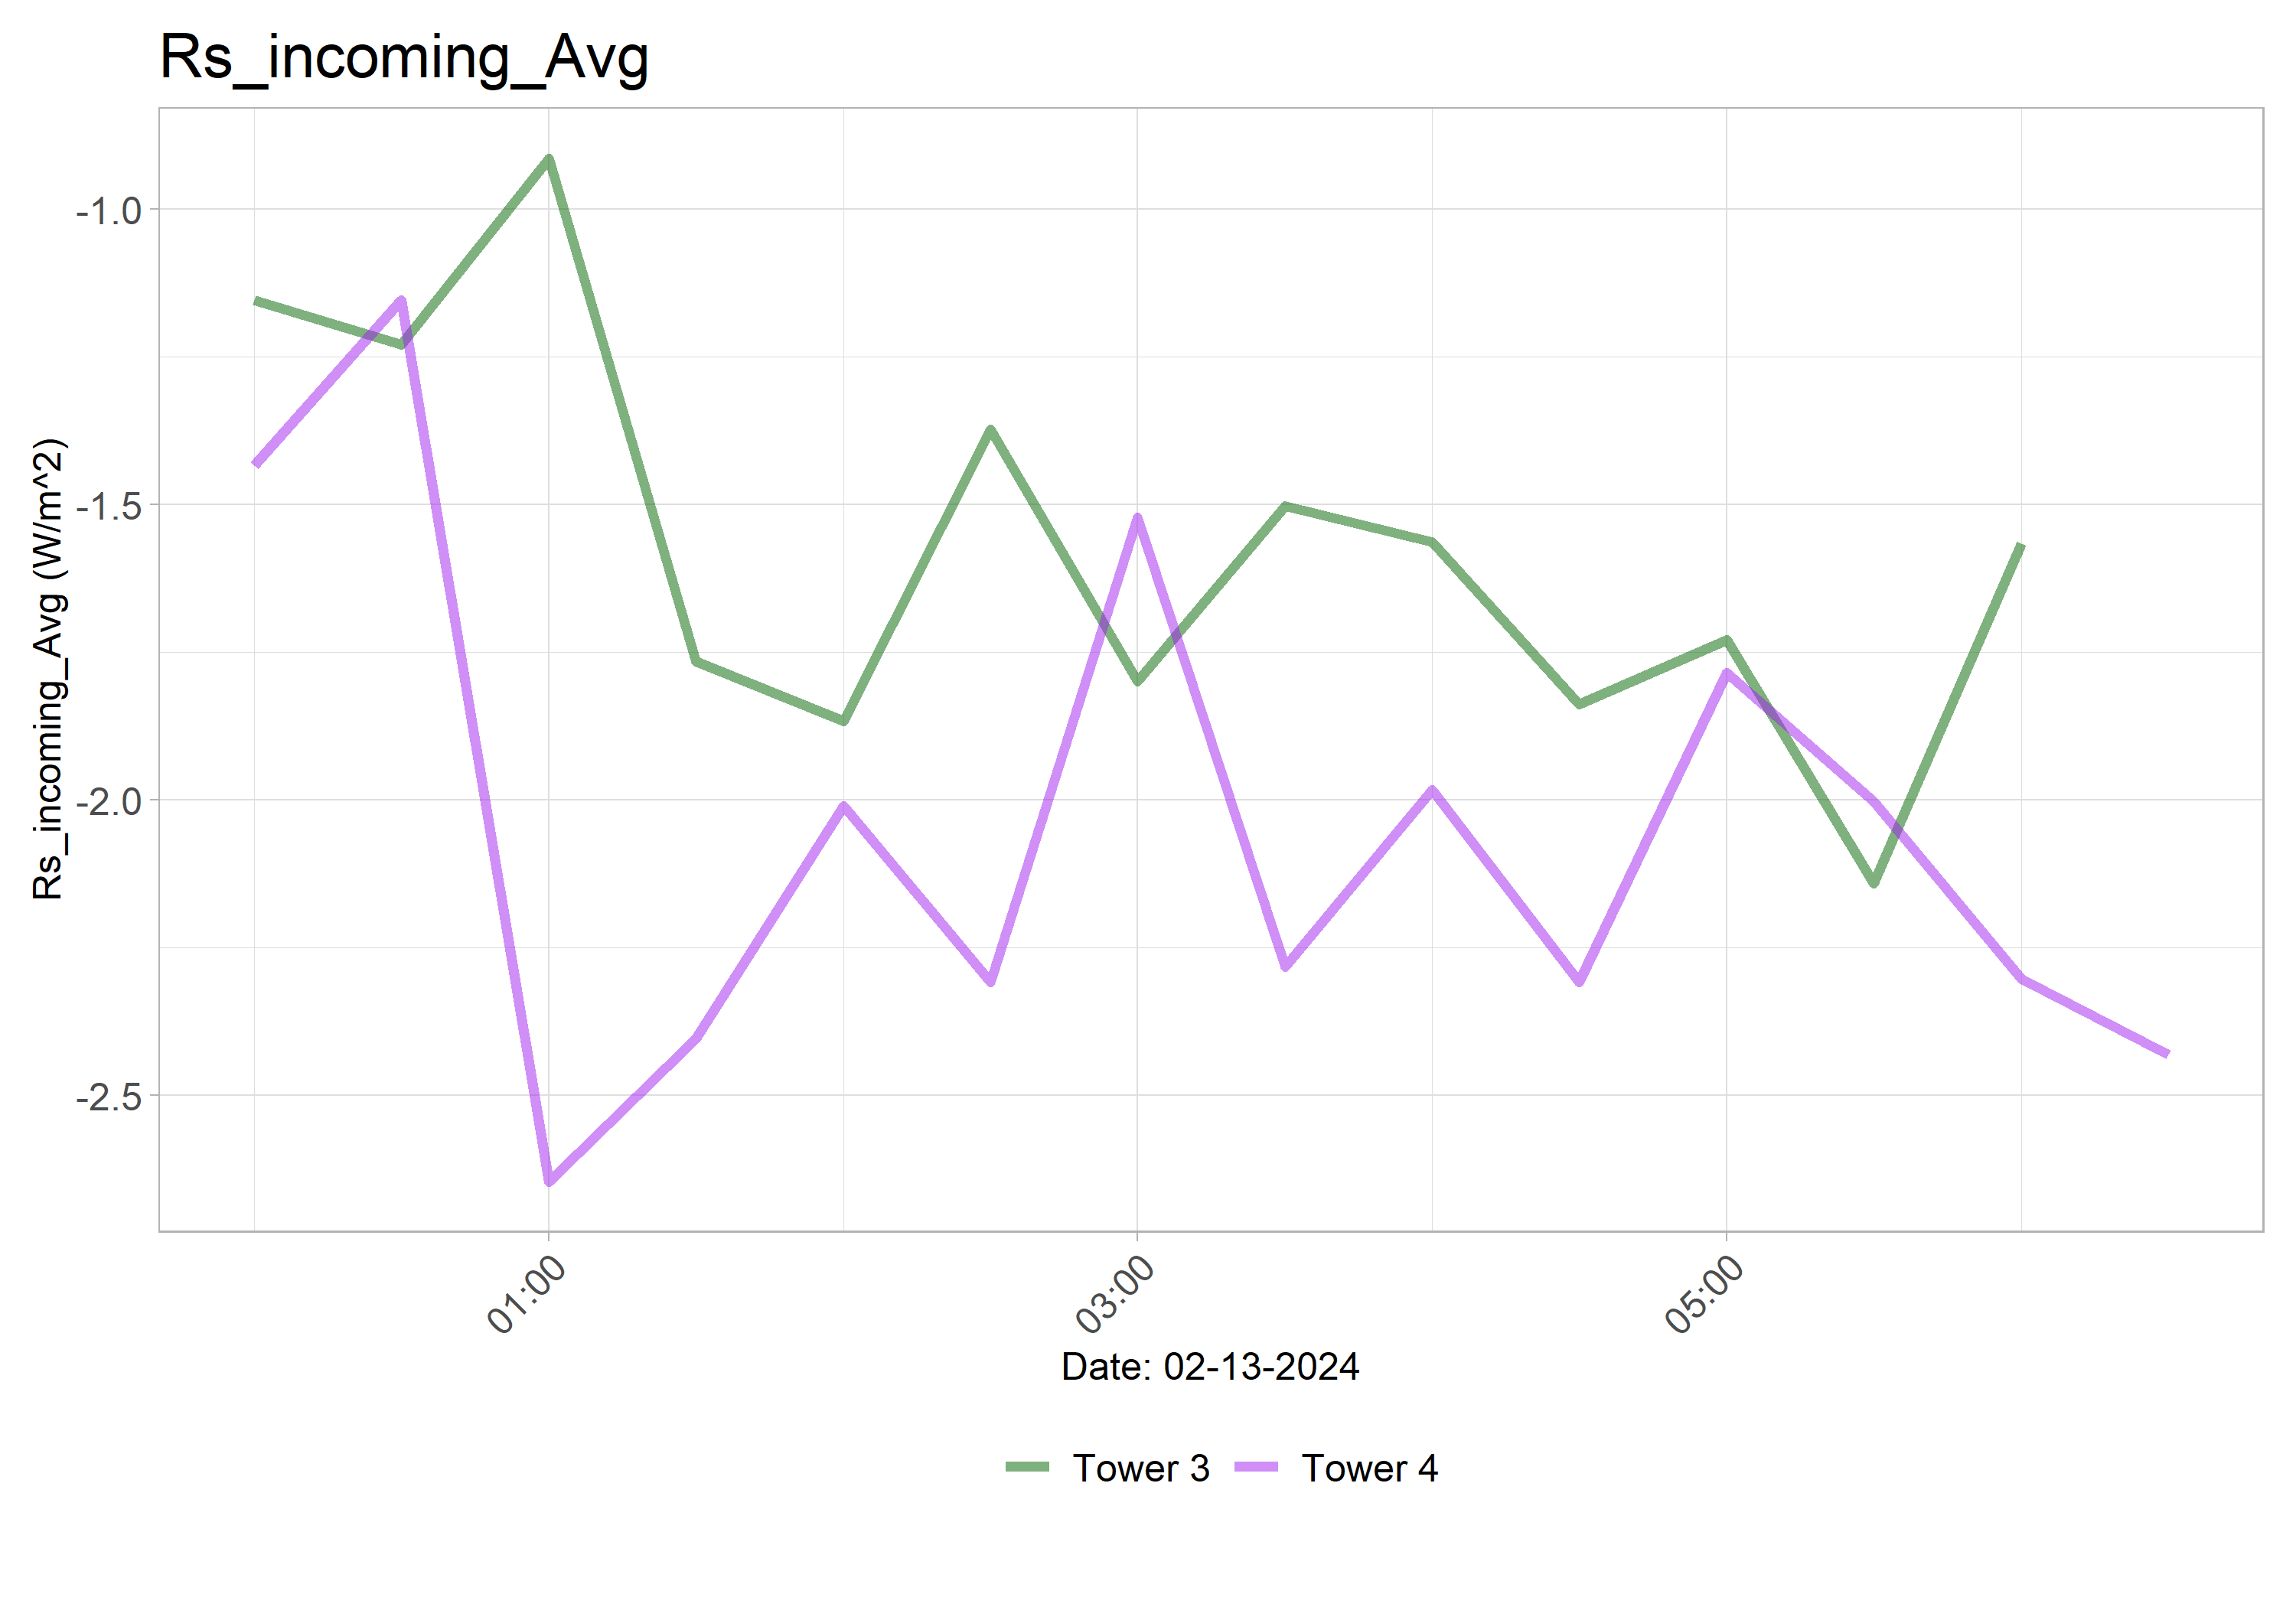 Rs_incoming_Avg
Rs_incoming_Avg (W/m^2)
-1.0
-1.5
-2.0
-2.5
01:00
03:00
05:00
Date: 02-13-2024
Tower 3
Tower 4